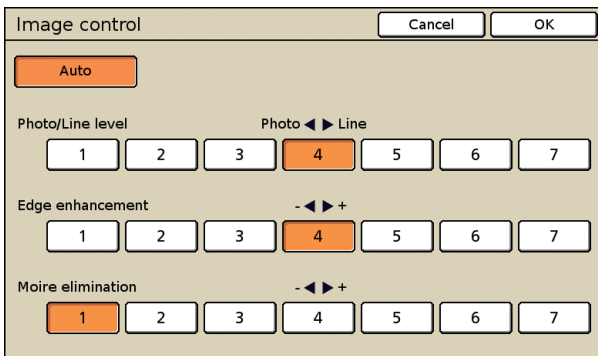 Image control Cancel OK
Auto
Photo/Line level Photo ◀ ▶ Line
1 2 3 4 5 6 7
Edge enhancement - ◀ ▶ +
1 2 3 4 5 6 7
Moire elimination - ◀ ▶ +
1 2 3 4 5 6 7